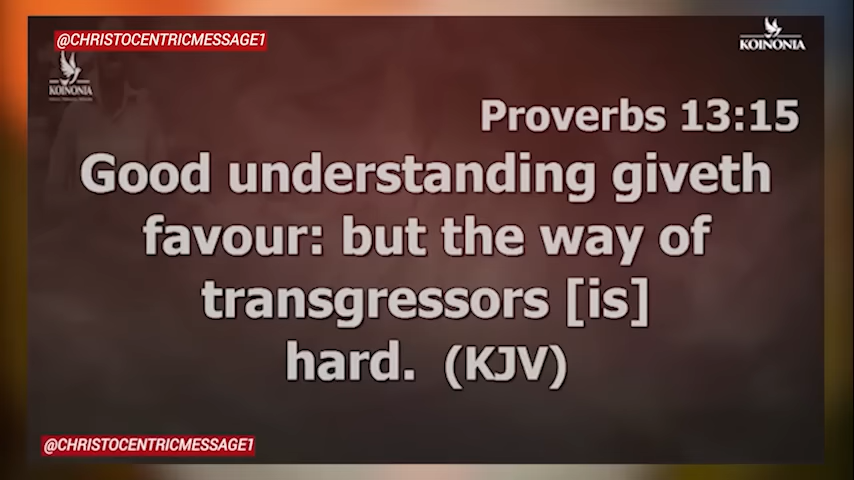 @CHRISTOCENTRICMESSAGE1
KOINONIA
KOINONIA
Proverbs 13:15
Good understanding giveth
favour: but the way of
transgressors [is]
hard. (KJV)
@CHRISTOCENTRICMESSAGE1